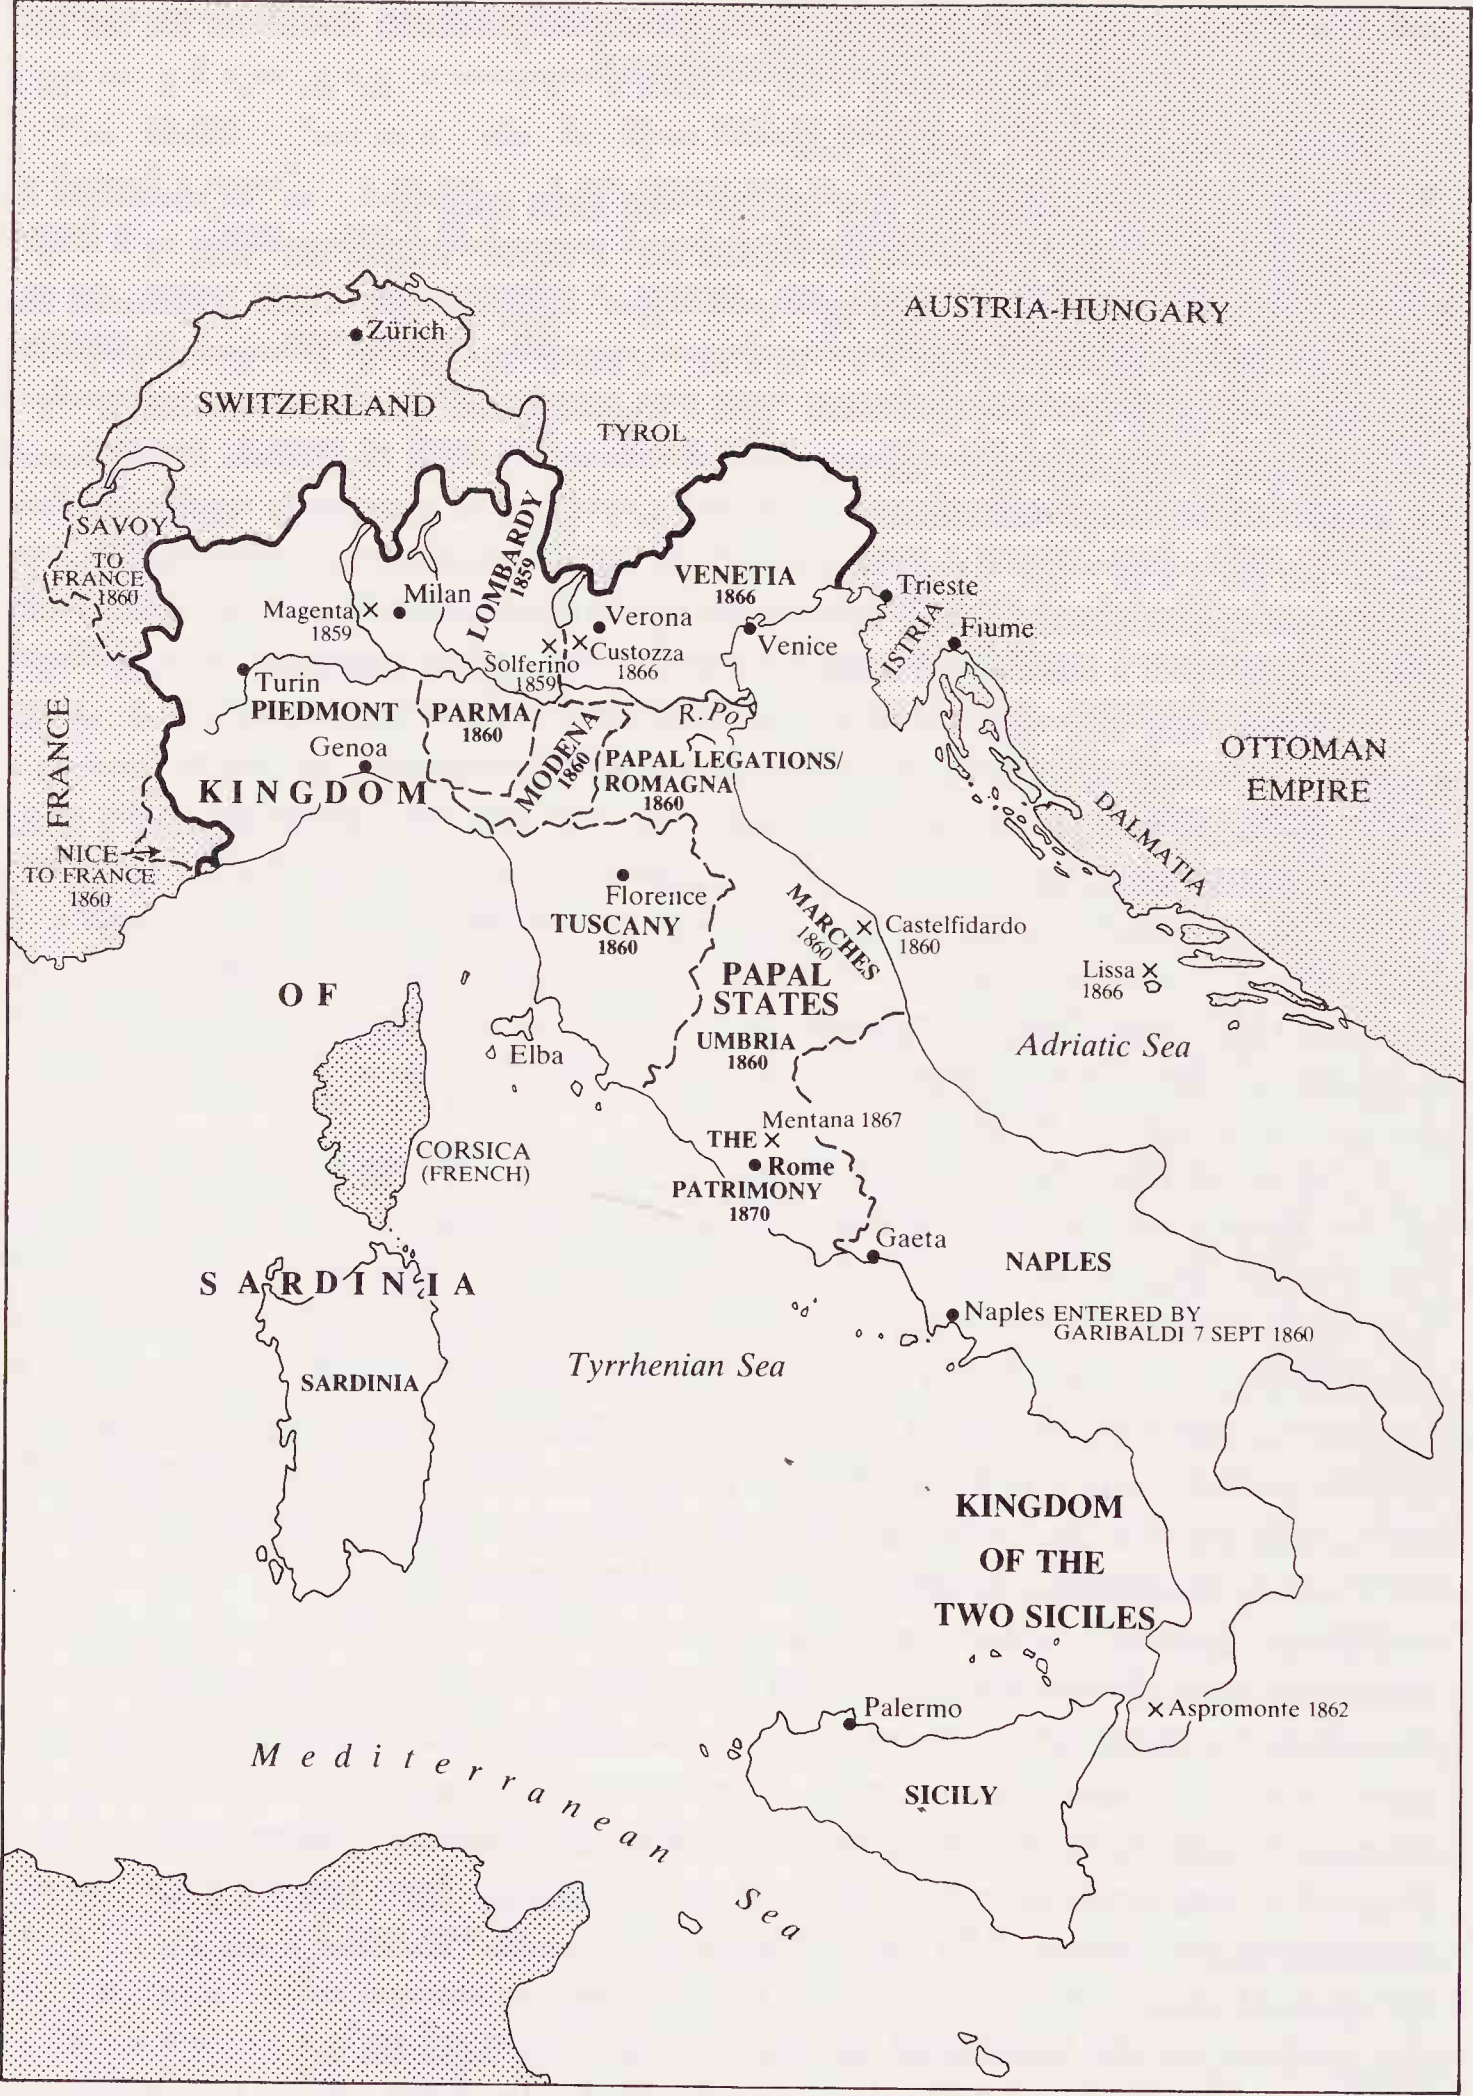 AUSTRIA-HUNGARY
Zürich
SWITZERLAND
TYROL
SAVOY
TO
FRANCE
1860
LOMBARDY
1859
VENETIA
1866
Trieste
Milan
Magenta
1859
Verona
Venice
ISTRIA
Fiume
Solferino
1859
Custozza
1866
Turin
PIEDMONT
PARMA
1860
MODENA
1860
R. Po
FRANCE
Genoa
PAPAL LEGATIONS/
ROMAGNA
1860
OTTOMAN
EMPIRE
KINGDOM
DALMATIA
NICE
TO FRANCE
1860
Florence
TUSCANY
1860
MARCHES
1860
Castelfidardo
1860
PAPAL
STATES
Lissa
1866
OF
UMBRIA
1860
Adriatic Sea
Elba
Mentana 1867
THE
Rome
PATRIMONY
1870
CORSICA
(FRENCH)
Gaeta
NAPLES
SARDINIA
Naples ENTERED BY
GARIBALDI 7 SEPT 1860
Tyrrhenian Sea
SARDINIA
KINGDOM
OF THE
TWO SICILES
Palermo
Aspromonte 1862
Mediterranean
Sea
SICILY